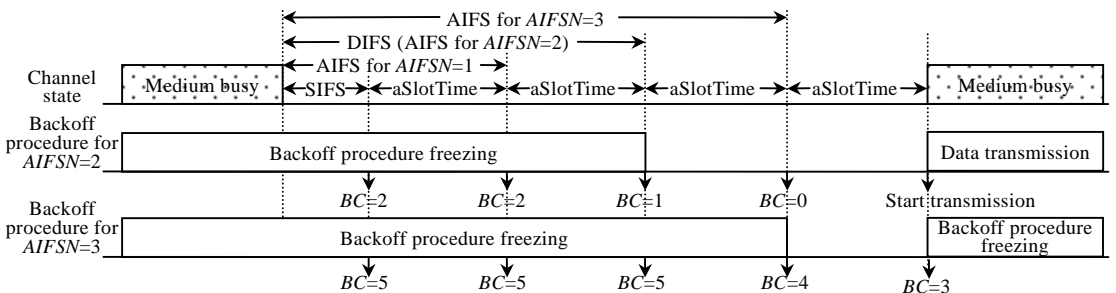 AIFS for AIFSN=3
DIFS (AIFS for AIFSN=2)
AIFS for AIFSN=1
Channel
state
Medium busy
SIFS
aSlotTime
aSlotTime
aSlotTime
aSlotTime
Medium busy
Backoff
procedure for
AIFSN=2
Backoff procedure freezing
Data transmission
BC=2
BC=2
BC=1
BC=0
Start transmission
Backoff
procedure for
AIFSN=3
Backoff procedure freezing
Backoff procedure
freezing
BC=5
BC=5
BC=5
BC=4
BC=3